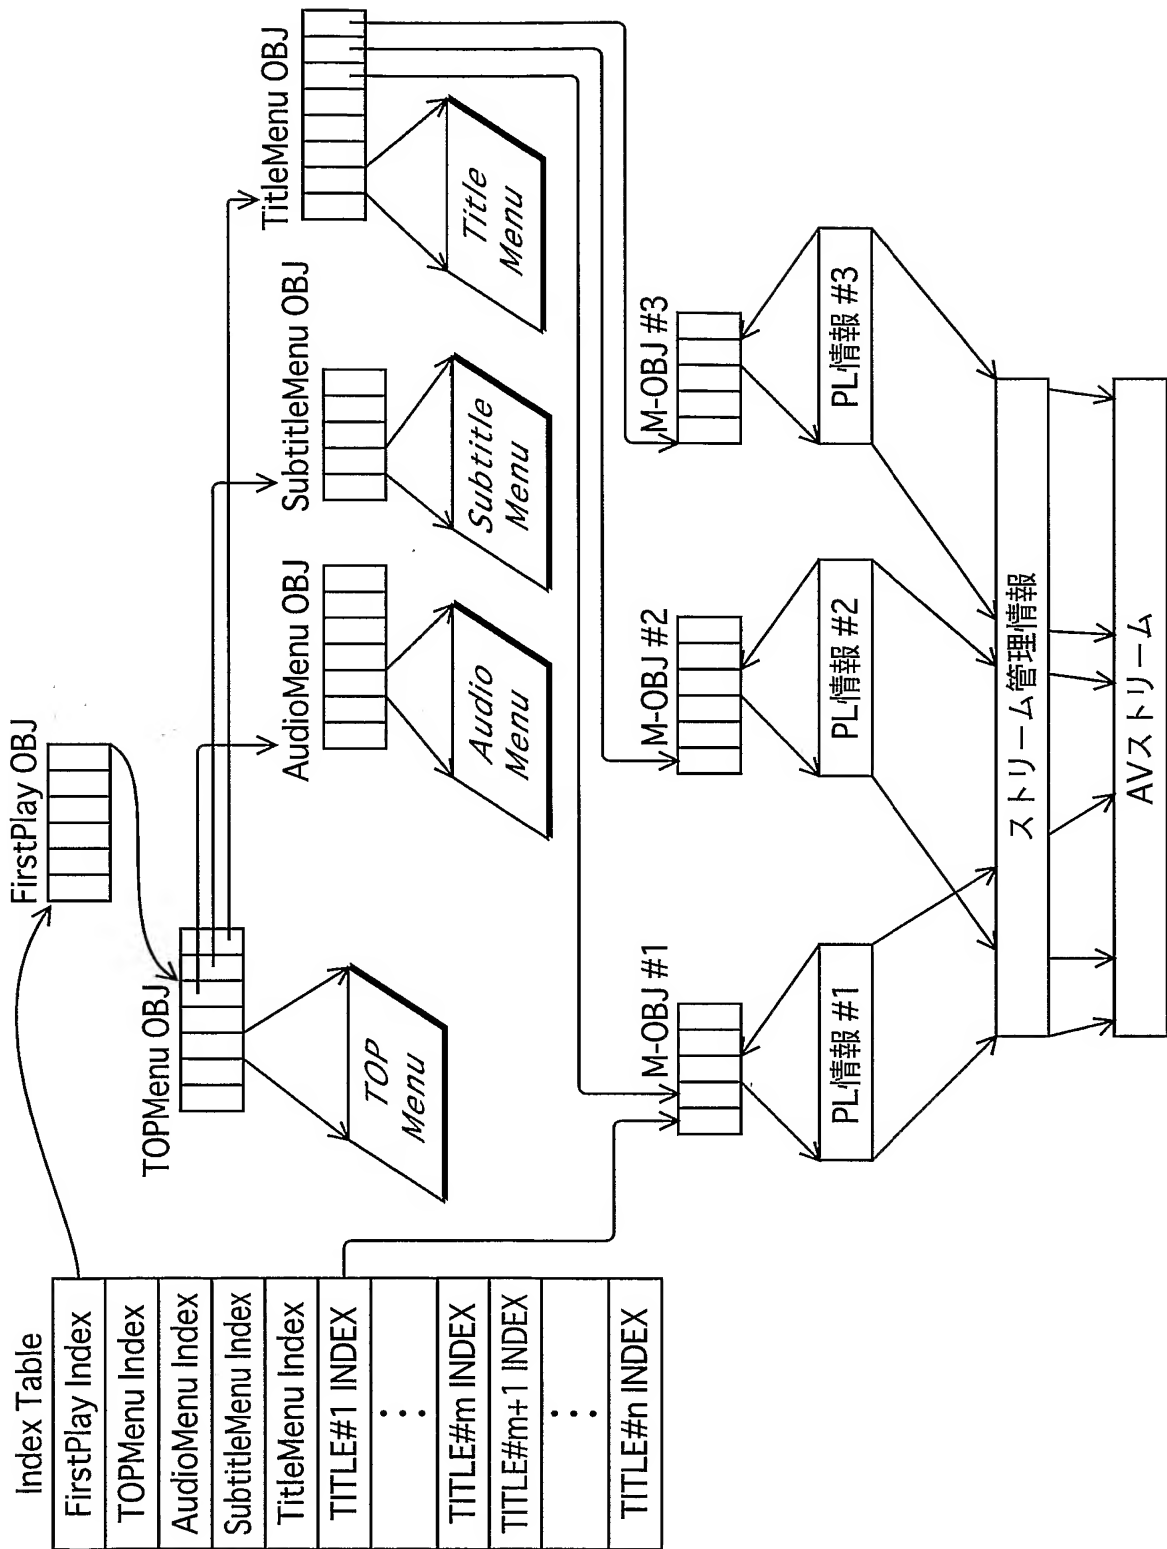 Index Table
FirstPlay Index
TOPMenu Index
AudioMenu Index
SubtitleMenu Index
TitleMenu Index
TITLE#1 INDEX
⋮
TITLE#m INDEX
TITLE#m+1 INDEX
⋮
TITLE#n INDEX
FirstPlay OBJ
TOPMenu OBJ
TOP
Menu
AudioMenu OBJ
Audio
Menu
SubtitleMenu OBJ
Subtitle
Menu
TitleMenu OBJ
Title
Menu
M-OBJ #1
M-OBJ #2
M-OBJ #3
PL情報 #1
PL情報 #2
PL情報 #3
ストリーム管理情報
AVストリーム